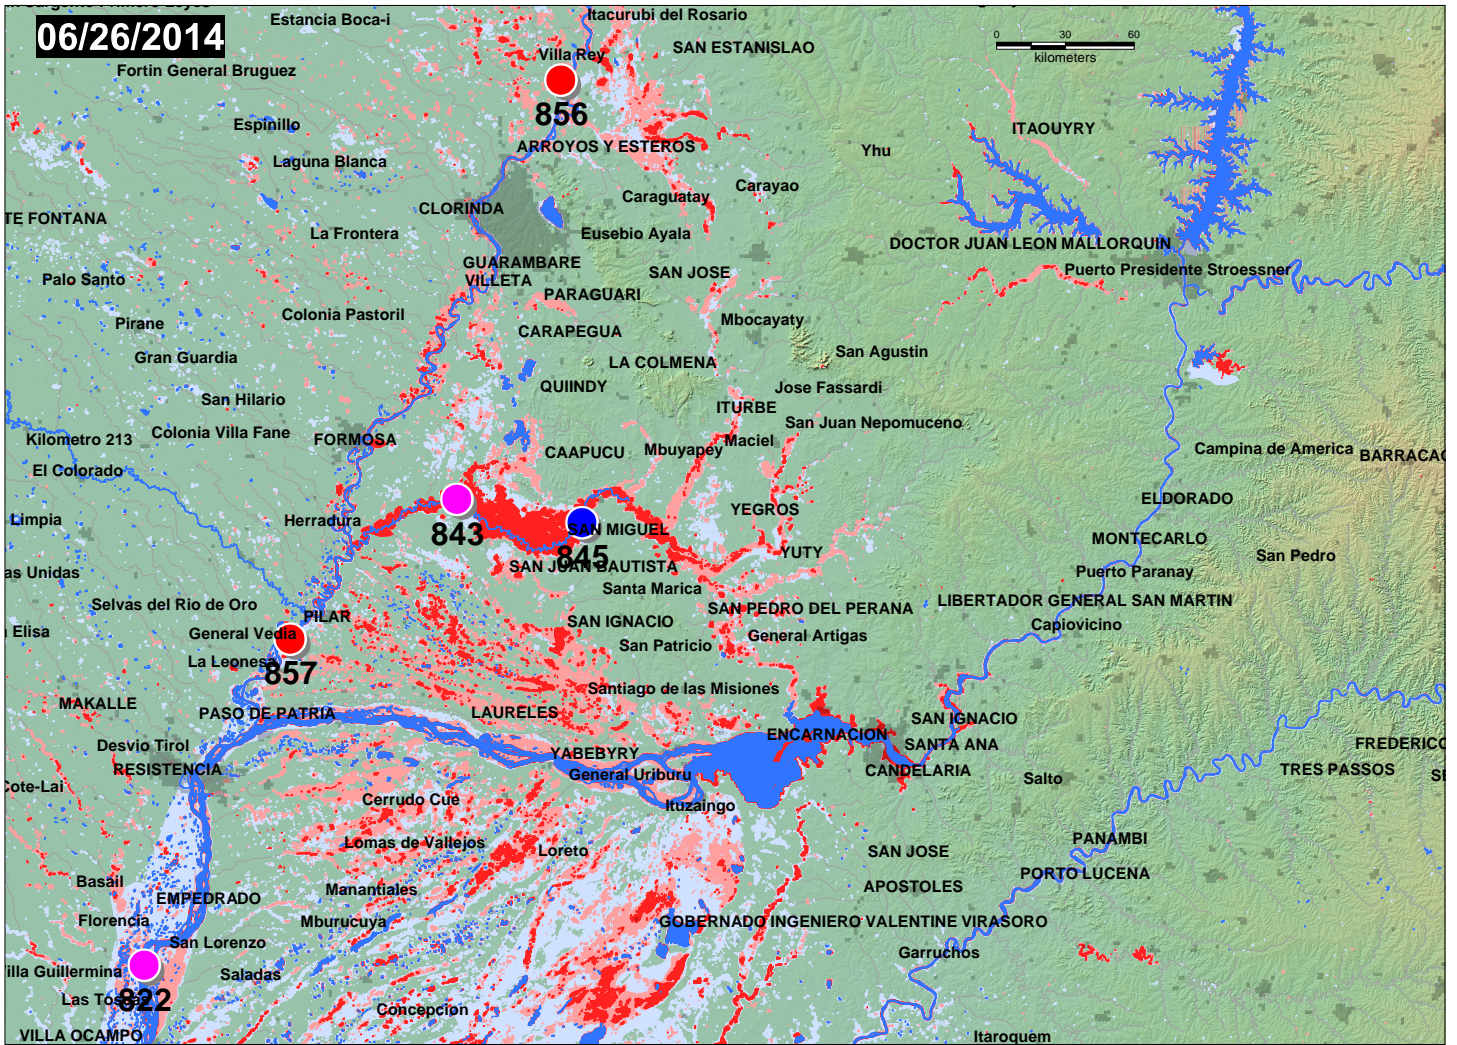 Estancia Boca-i
Itacurubi del Rosario
06/26/2014
SAN ESTANISLAO
0 30 60
kilometers
Villa Rey
Fortin General Bruguez
856
Espinillo
ITAOUYRY
ARROYOS Y ESTEROS
Yhu
Laguna Blanca
Carayao
Caraguatay
CLORINDA
TE FONTANA
La Frontera
Eusebio Ayala
DOCTOR JUAN LEON MALLORQUIN
GUARAMBARE
SAN JOSE
Puerto Presidente Stroessner
Palo Santo
VILLETA
PARAGUARI
Colonia Pastoril
Mbocayaty
Pirane
CARAPEGUA
Gran Guardia
San Agustin
LA COLMENA
QUIINDY
Jose Fassardi
San Hilario
ITURBE
San Juan Nepomuceno
Colonia Villa Fane
Kilometro 213
FORMOSA
Maciel
Mbuyapey
CAAPUCU
Campina de America
BARRACAO
El Colorado
ELDORADO
YEGROS
Limpia
Herradura
843
SAN MIGUEL
MONTECARLO
845
YUTY
San Pedro
SAN JUAN BAUTISTA
as Unidas
Puerto Paranay
Santa Marica
Selvas del Rio de Oro
LIBERTADOR GENERAL SAN MARTIN
SAN PEDRO DEL PERANA
PILAR
SAN IGNACIO
Capiovicino
Elisa
General Vedia
General Artigas
San Patricio
La Leonesa
857
Santiago de las Misiones
MAKALLE
PASO DE PATRIA
LAURELES
SAN IGNACIO
ENCARNACION
Desvio Tirol
SANTA ANA
FREDERICO
YABEBYRY
RESISTENCIA
General Uriburu
CANDELARIA
Salto
TRES PASSOS
SE
Cote-Lai
Cerrudo Cue
Ituzaingo
PANAMBI
Lomas de Vallejos
Loreto
SAN JOSE
PORTO LUCENA
Basail
Manantiales
APOSTOLES
EMPEDRADO
Florencia
Mburucuya
GOBERNADO INGENIERO VALENTINE VIRASORO
San Lorenzo
Garruchos
illa Guillermina
Saladas
822
Las Toscas
Concepcion
VILLA OCAMPO
Itaroquem